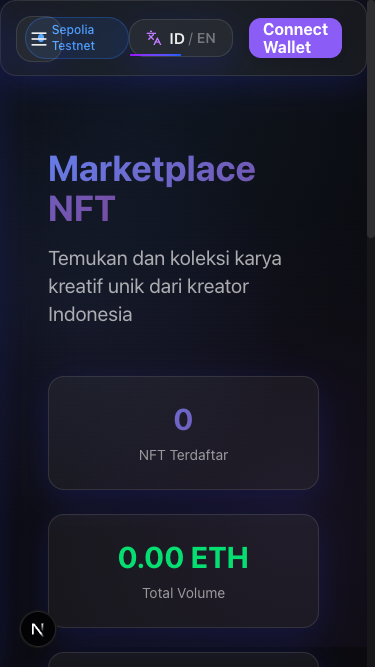 Sepolia
Testnet
ID / EN
Connect
Wallet
Marketplace
NFT
Temukan dan koleksi karya
kreatif unik dari kreator
Indonesia
0
NFT Terdaftar
0.00 ETH
Total Volume
N